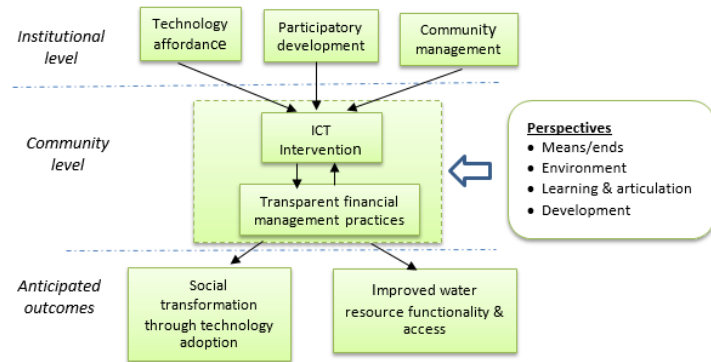 Institutional
level
Technology
affordance
Participatory
development
Community
management
Community
level
ICT
Intervention
Transparent financial
management practices
Perspectives
• Means/ends
• Environment
• Learning & articulation
• Development
Anticipated
outcomes
Social
transformation
through technology
adoption
Improved water
resource functionality &
access